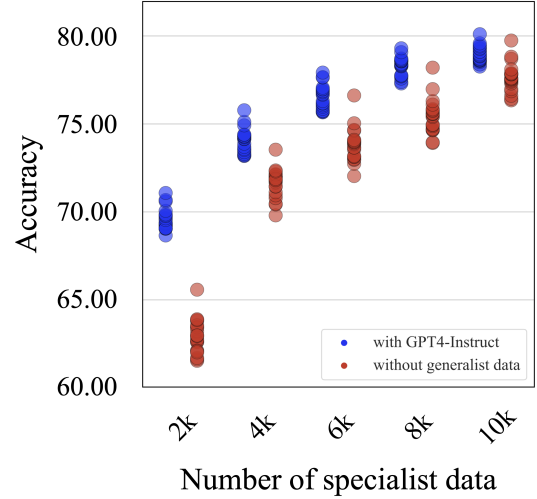 Accuracy
80.00
75.00
70.00
65.00
60.00
with GPT4-Instruct
without generalist data
2k
4k
6k
8k
10k
Number of specialist data